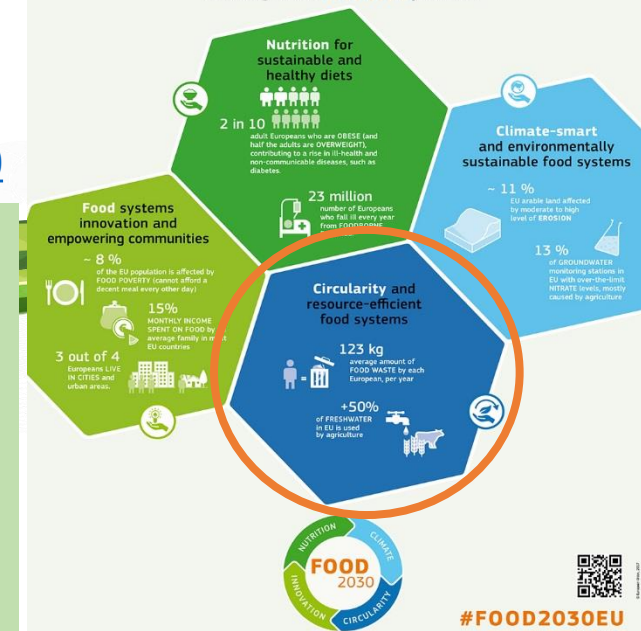 Nutrition for
sustainable and
healthy diets
2 in 10
adult Europeans who are OBESE (and
half the adults are OVERWEIGHT),
contributing to a rise in ill-health and
non-communicable diseases, such as
diabetes.
23 million
number of Europeans
who fall ill every year
from FOODBORNE
Climate-smart
and environmentally
sustainable food systems
~ 11 %
EU arable land affected
by moderate to high
level of EROSION
13 %
of GROUNDWATER
monitoring stations in
EU with over-the-limit
NITRATE levels, mostly
caused by agriculture
Food systems
innovation and
empowering communities
~ 8 %
of the EU population is affected by
FOOD POVERTY (cannot afford a
decent meal every other day)
15%
MONTHLY INCOME
SPENT ON FOOD by
average family in most
EU countries
3 out of 4
Europeans LIVE
IN CITIES and
urban areas.
Circularity and
resource-efficient
food systems
123 kg
average amount of
FOOD WASTE by each
European, per year
+50%
of FRESHWATER
in EU is used
by agriculture
NUTRITION
CLIMATE
FOOD
2030
INNOVATION
CIRCULARITY
#FOOD2030EU